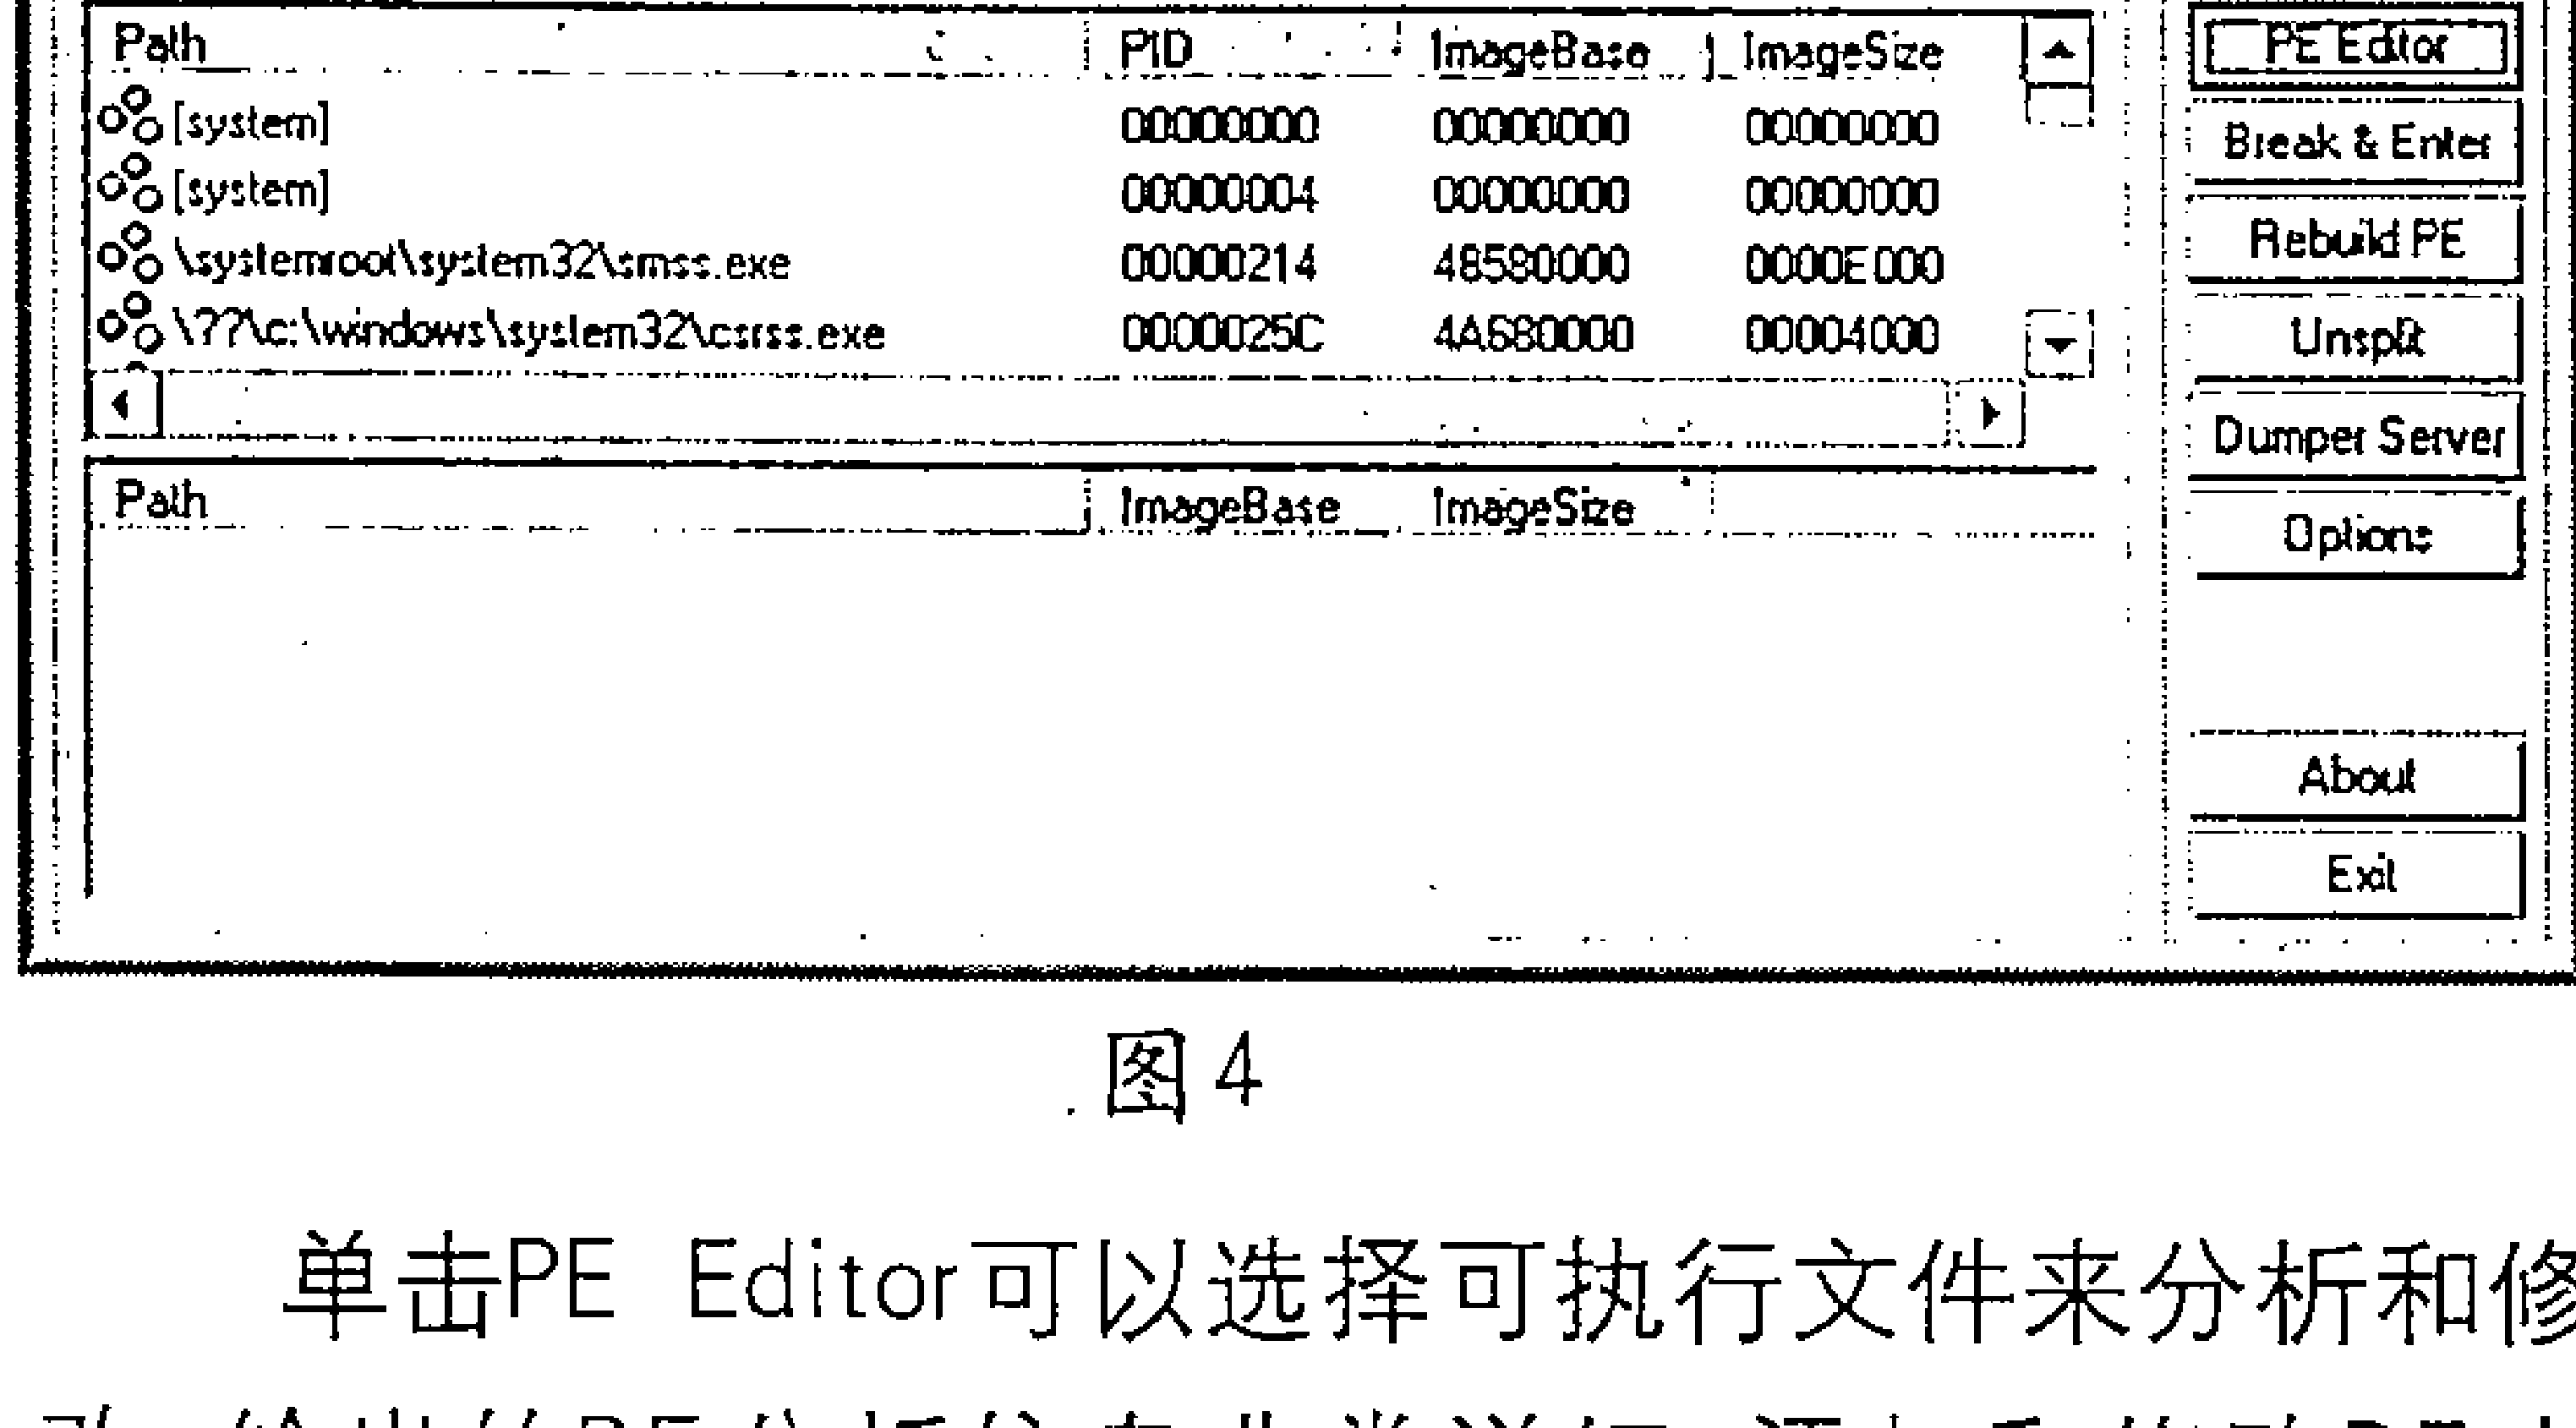 Path PID ImageBase ImageSize
[system] 00000000 00000000 00000000
[system] 00000004 00000000 00000000
\systemroot\system32\smss.exe 00000214 48580000 0000E000
\??\c:\windows\system32\csrss.exe 0000025C 4A680000 00004000
Path ImageBase ImageSize
PE Editor
Break & Enter
Rebuild PE
Unsplit
Dumper Server
Options
About
Exit
图4
单击PE Editor可以选择可执行文件来分析和修